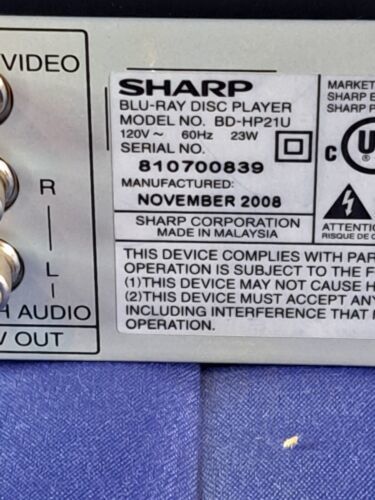 VIDEO
R
L
AUDIO
V OUT
SHARP
BLU-RAY DISC PLAYER
MODEL NO. BD-HP21U
120V ~ 60Hz 23W
SERIAL NO.
810700839
MANUFACTURED:
NOVEMBER 2008
SHARP CORPORATION
MADE IN MALAYSIA
MARKET
SHARP E
SHARP P
C U
ATTENTI
RISQUE DE C
THIS DEVICE COMPLIES WITH PAR
OPERATION IS SUBJECT TO THE F
(1)THIS DEVICE MAY NOT CAUSE H
(2)THIS DEVICE MUST ACCEPT ANY
INCLUDING INTERFERENCE THAT
OPERATION.